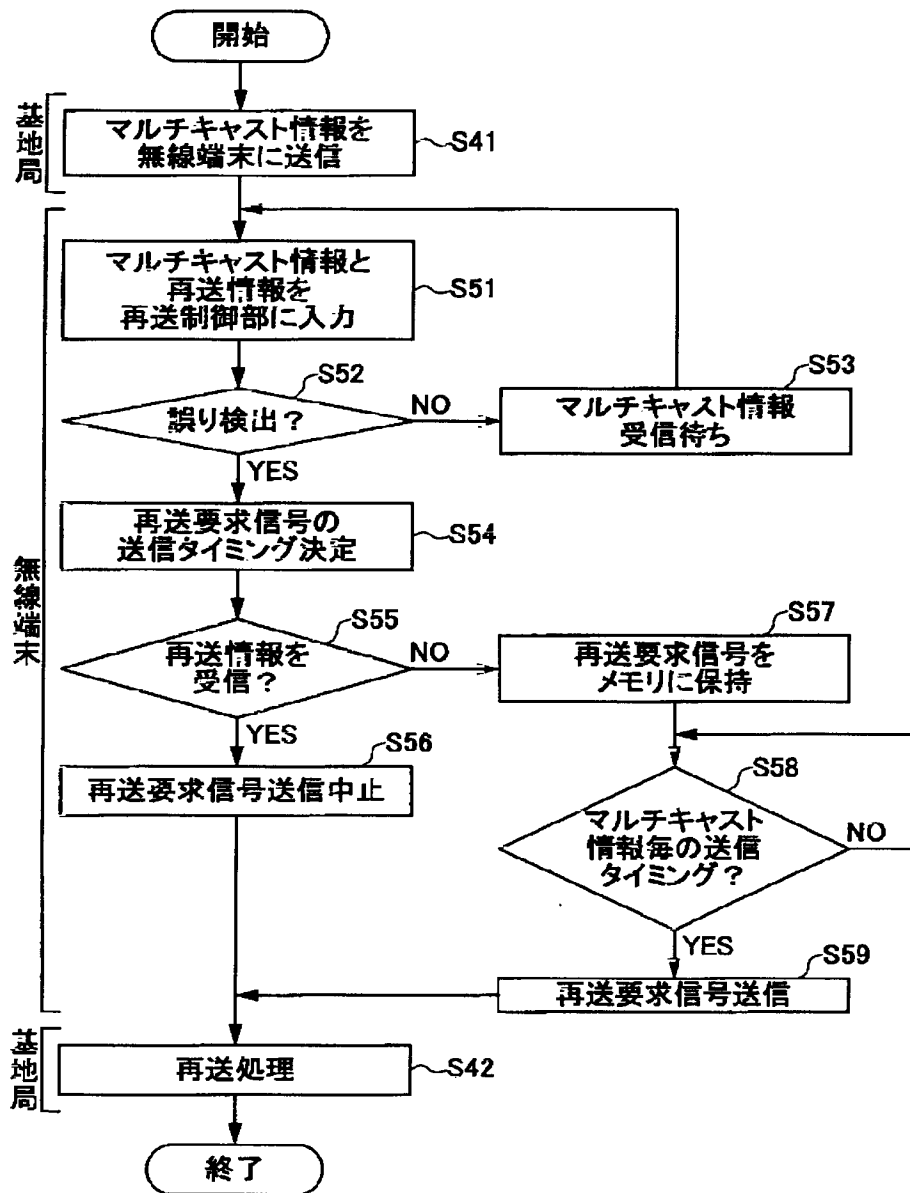 開始
基地局
マルチキャスト情報を
無線端末に送信
S41
無線端末
マルチキャスト情報と
再送情報を
再送制御部に入力
S51
S52
誤り検出？
NO
YES
S53
マルチキャスト情報
受信待ち
再送要求信号の
送信タイミング決定
S54
S55
再送情報を
受信？
NO
YES
S57
再送要求信号を
メモリに保持
S56
再送要求信号送信中止
S58
マルチキャスト
情報毎の送信
タイミング？
NO
YES
S59
再送要求信号送信
基地局
再送処理
S42
終了